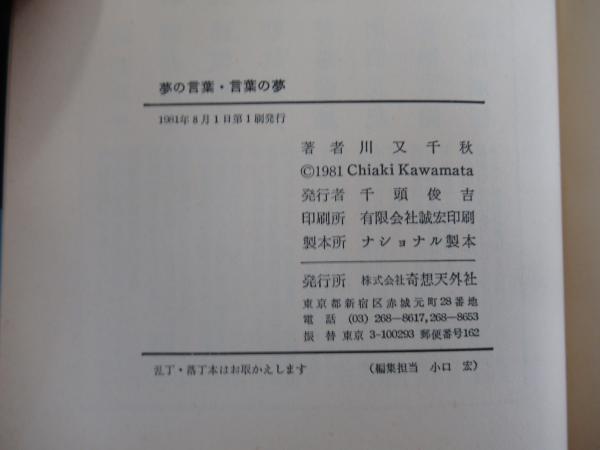 夢の言葉・言葉の夢
1981年8月1日第1刷発行
著者 川又千秋
©1981 Chiaki Kawamata
発行者 千頭俊吉
印刷所 有限会社誠宏印刷
製本所 ナショナル製本
発行所 株式会社奇想天外社
東京都新宿区赤城元町28番地
電話 (03) 268—8617, 268—8653
振替 東京 3-100293 郵便番号162
乱丁・落丁本はお取かえします (編集担当 小口 宏)